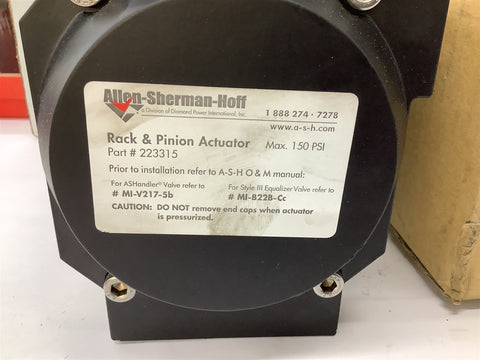 Allen-Sherman-Hoff
a Division of Diamond Power International, Inc.
1 888 274 · 7278
www.a-s-h.com
Rack & Pinion Actuator Max. 150 PSI
Part # 223315
Prior to installation refer to A-S-H O & M manual:
For ASHandler® Valve refer to For Style III Equalizer Valve refer to
# MI-V217-5b # MI-B22B-Cc
CAUTION: DO NOT remove end caps when actuator
is pressurized.